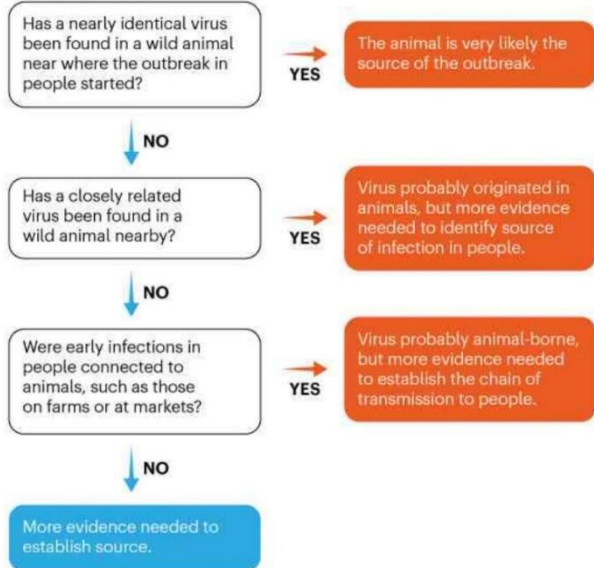 Has a nearly identical virus
been found in a wild animal
near where the outbreak in
people started?
YES
The animal is very likely the
source of the outbreak.
NO
Has a closely related
virus been found in a
wild animal nearby?
YES
Virus probably originated in
animals, but more evidence
needed to identify source
of infection in people.
NO
Were early infections in
people connected to
animals, such as those
on farms or at markets?
YES
Virus probably animal-borne,
but more evidence needed
to establish the chain of
transmission to people.
NO
More evidence needed to
establish source.